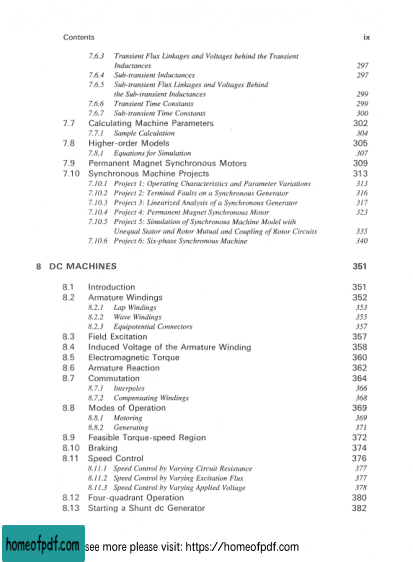 Contents ix
7.6.3 Transient Flux Linkages and Voltages behind the Transient
Inductances 297
7.6.4 Sub-transient Inductances 297
7.6.5 Sub-transient Flux Linkages and Voltages Behind
the Sub-transient Inductances 299
7.6.6 Transient Time Constants 299
7.6.7 Sub-transient Time Constants 300
7.7 Calculating Machine Parameters 302
7.7.1 Sample Calculation 304
7.8 Higher-order Models 305
7.8.1 Equations for Simulation 307
7.9 Permanent Magnet Synchronous Motors 309
7.10 Synchronous Machine Projects 313
7.10.1 Project 1: Operating Characteristics and Parameter Variations 313
7.10.2 Project 2: Terminal Faults on a Synchronous Generator 316
7.10.3 Project 3: Linearized Analysis of a Synchronous Generator 317
7.10.4 Project 4: Permanent Magnet Synchronous Motor 323
7.10.5 Project 5: Simulation of Synchronous Machine Model with
Unequal Stator and Rotor Mutual and Coupling of Rotor Circuits 335
7.10.6 Project 6: Six-phase Synchronous Machine 340
8 DC MACHINES 351
8.1 Introduction 351
8.2 Armature Windings 352
8.2.1 Lap Windings 353
8.2.2 Wave Windings 355
8.2.3 Equipotential Connectors 357
8.3 Field Excitation 357
8.4 Induced Voltage of the Armature Winding 358
8.5 Electromagnetic Torque 360
8.6 Armature Reaction 362
8.7 Commutation 364
8.7.1 Interpoles 366
8.7.2 Compensating Windings 368
8.8 Modes of Operation 369
8.8.1 Motoring 369
8.8.2 Generating 371
8.9 Feasible Torque-speed Region 372
8.10 Braking 374
8.11 Speed Control 376
8.11.1 Speed Control by Varying Circuit Resistance 377
8.11.2 Speed Control by Varying Excitation Flux 377
8.11.3 Speed Control by Varying Applied Voltage 378
8.12 Four-quadrant Operation 380
8.13 Starting a Shunt dc Generator 382
homeofpdf.com see more please visit: https://homeofpdf.com